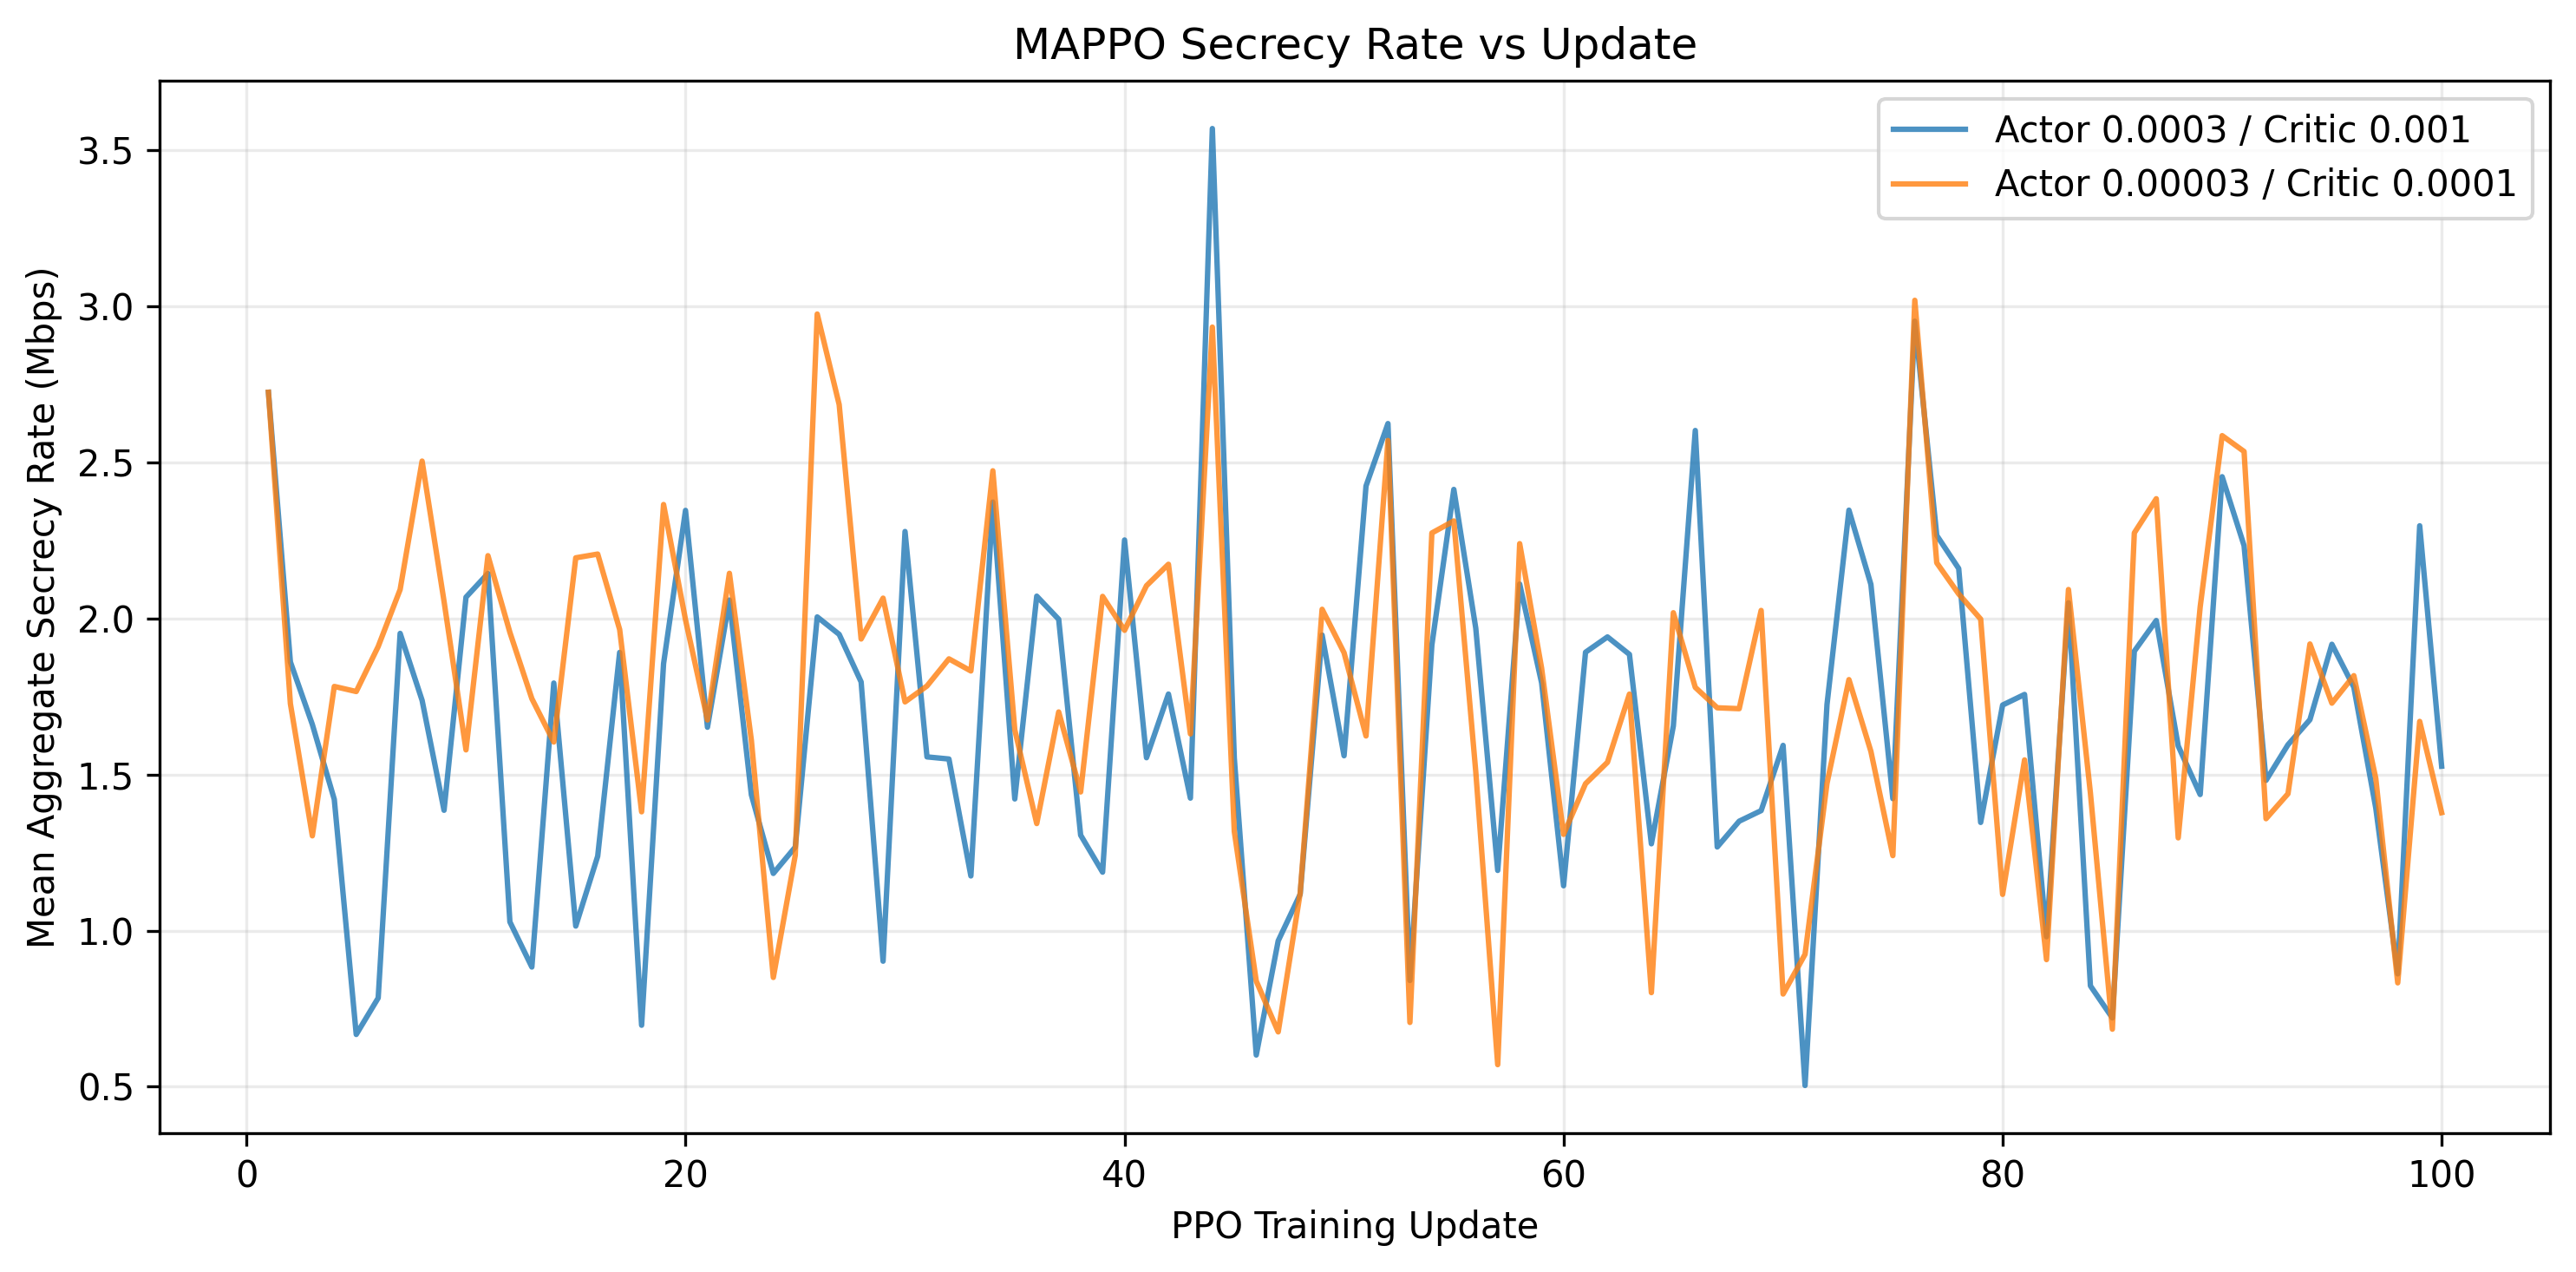 MAPPO Secrecy Rate vs Update
Actor 0.0003 / Critic 0.001
Actor 0.00003 / Critic 0.0001
Mean Aggregate Secrecy Rate (Mbps)
3.5
3.0
2.5
2.0
1.5
1.0
0.5
0 20 40 60 80 100
PPO Training Update